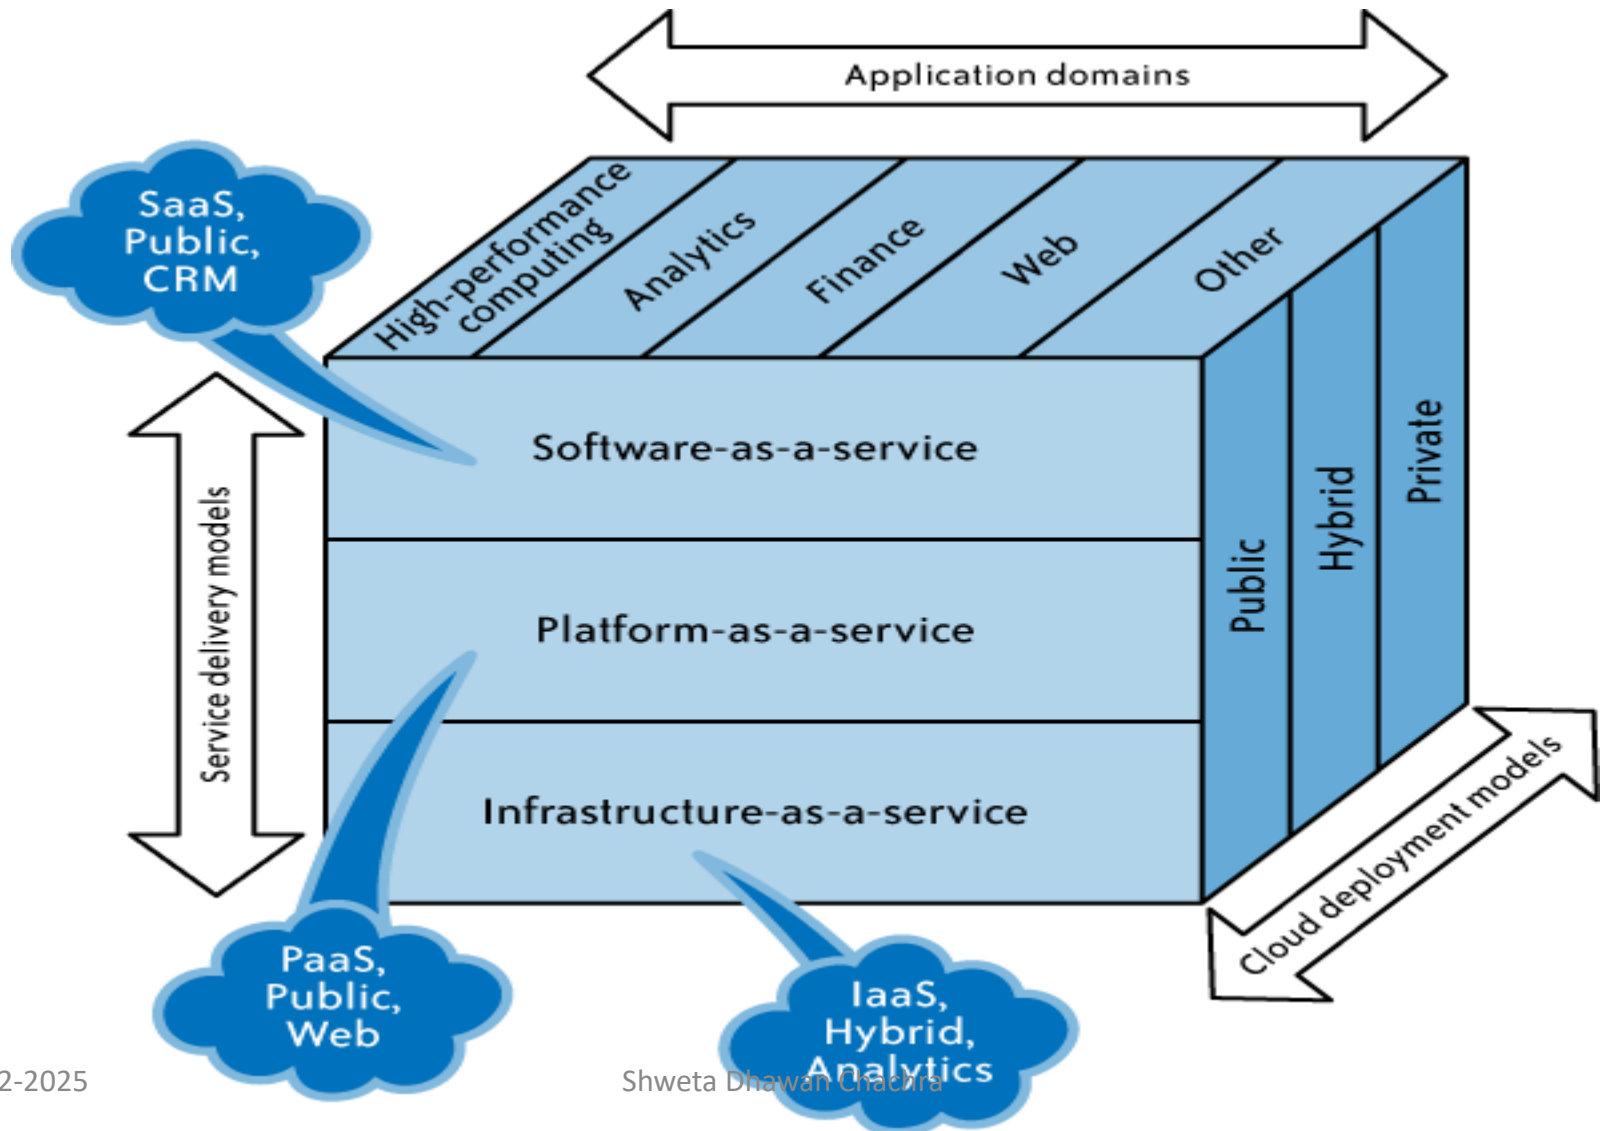 Application domains
SaaS,
Public,
CRM
High-performance
computing
Analytics
Finance
Web
Other
Service delivery models
Software-as-a-service
Platform-as-a-service
Infrastructure-as-a-service
Public
Hybrid
Private
Cloud deployment models
PaaS,
Public,
Web
IaaS,
Hybrid,
Analytics
2-2025
Shweta Dhawan Chachra